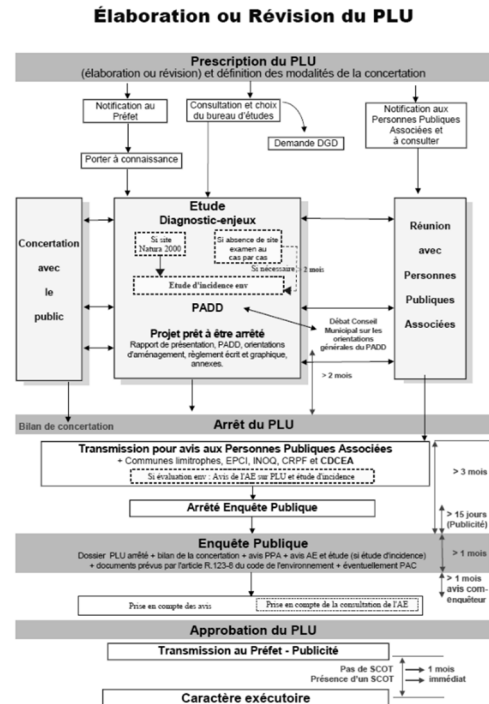 Élaboration ou Révision du PLU
Prescription du PLU
(élaboration ou révision) et définition des modalités de la concertation
Notification au
Préfet
Consultation et choix
du bureau d'études
Demande DGD
Notification aux
Personnes Publiques
Associées et
à consulter
Porter à connaissance
Concertation
avec
le
public
Etude
Diagnostic-enjeux
Si site
Natura 2000
Si absence de site
examen au
cas par cas
Si nécessaire > 2 mois
Etude d'incidence env
PADD
Projet prêt à être arrêté
Rapport de présentation, PADD, orientations
d'aménagement, règlement écrit et graphique,
annexes.
Débat Conseil
Municipal sur les
orientations
générales du PADD
> 2 mois
Réunion
avec
Personnes
Publiques
Associées
Arrêt du PLU
Bilan de concertation
Transmission pour avis aux Personnes Publiques Associées
+ Communes limitrophes, EPCI, INOQ, CRPF et CDCEA
Si évaluation env : Avis de l'AE sur PLU et étude d'incidence
> 3 mois
Arrêté Enquête Publique
> 15 jours
(Publicité)
Enquête Publique
Dossier PLU arrêté + bilan de la concertation + avis PPA + avis AE et étude (si étude d'incidence)
+ documents prévus par l'article R.123-8 du code de l'environnement + éventuellement PAC
> 1 mois
> 1 mois
avis com-
enquêteur
Prise en compte des avis
Prise en compte de la consultation de l'AE
Approbation du PLU
Transmission au Préfet - Publicité
Pas de SCOT
1 mois
Présence d'un SCOT
immédiat
Caractère exécutoire